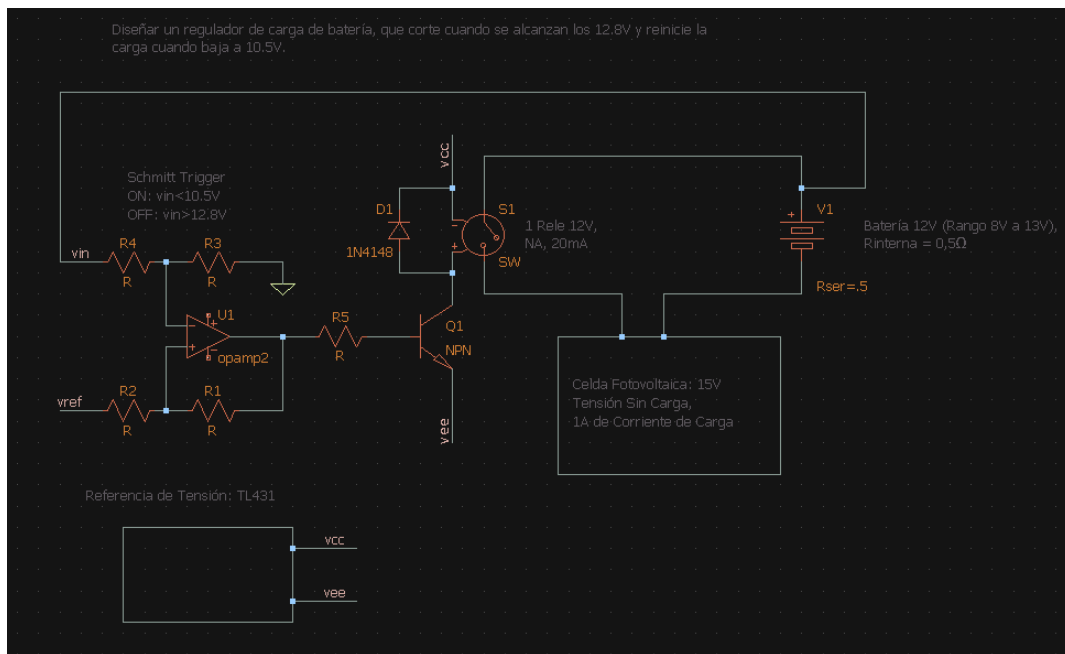 Diseñar un regulador de carga de batería, que corte cuando se alcanzan los 12.8V y reinicie la
carga cuando baja a 10.5V.
vcc
Schmitt Trigger
ON: vin<10.5V
OFF: vin>12.8V
D1
1N4148
S1
SW
1 Rele 12V,
NA, 20mA
V1
Rser=.5
Batería 12V (Rango 8V a 13V),
Rinterna = 0,5Ω
vin
R4
R
R3
R
U1
opamp2
R5
R
Q1
NPN
vee
vref
R2
R
R1
R
Celda Fotovoltaica: 15V
Tensión Sin Carga,
1A de Corriente de Carga
Referencia de Tensión: TL431
vcc
vee